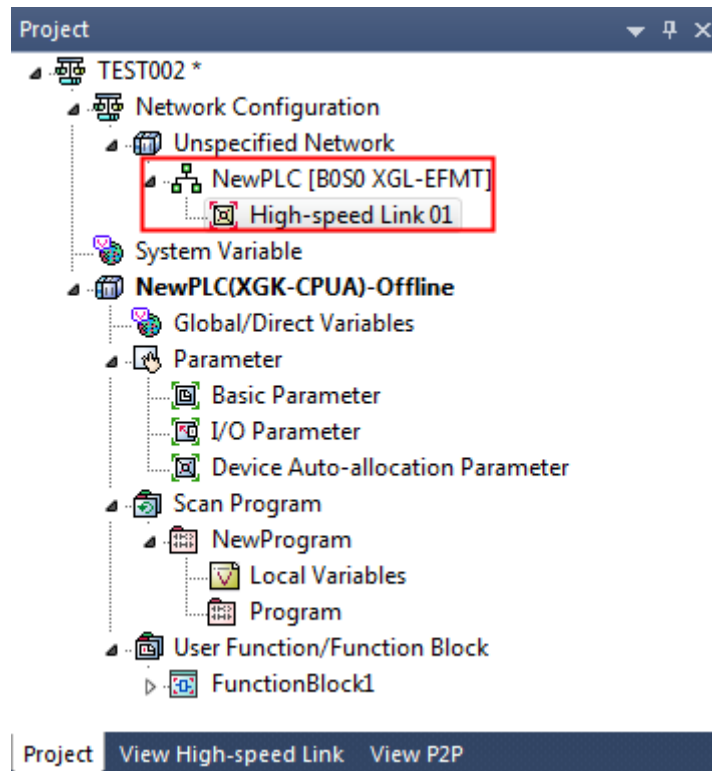 Project
TEST002 *
Network Configuration
Unspecified Network
NewPLC [B0S0 XGL-EFMT]
High-speed Link 01
System Variable
NewPLC(XGK-CPUA)-Offline
Global/Direct Variables
Parameter
Basic Parameter
I/O Parameter
Device Auto-allocation Parameter
Scan Program
NewProgram
Local Variables
Program
User Function/Function Block
FunctionBlock1
Project View High-speed Link View P2P